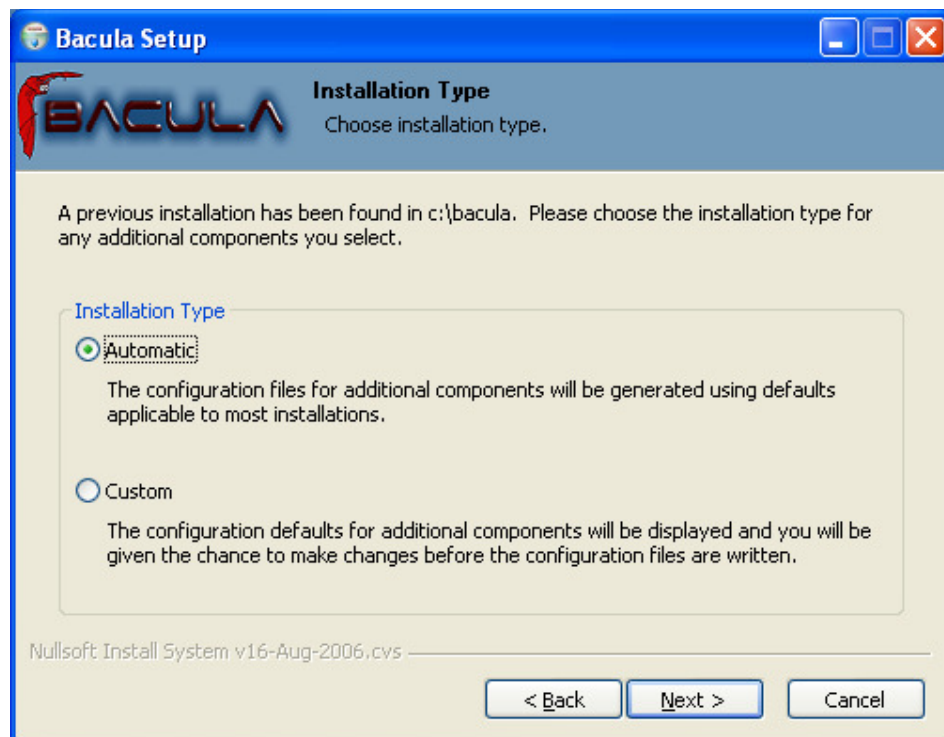 Bacula Setup
BACULA
Installation Type
Choose installation type.
A previous installation has been found in c:\bacula.  Please choose the installation type for
any additional components you select.
Installation Type
Automatic
The configuration files for additional components will be generated using defaults
applicable to most installations.
Custom
The configuration defaults for additional components will be displayed and you will be
given the chance to make changes before the configuration files are written.
Nullsoft Install System v16-Aug-2006.cvs
< Back
Next >
Cancel